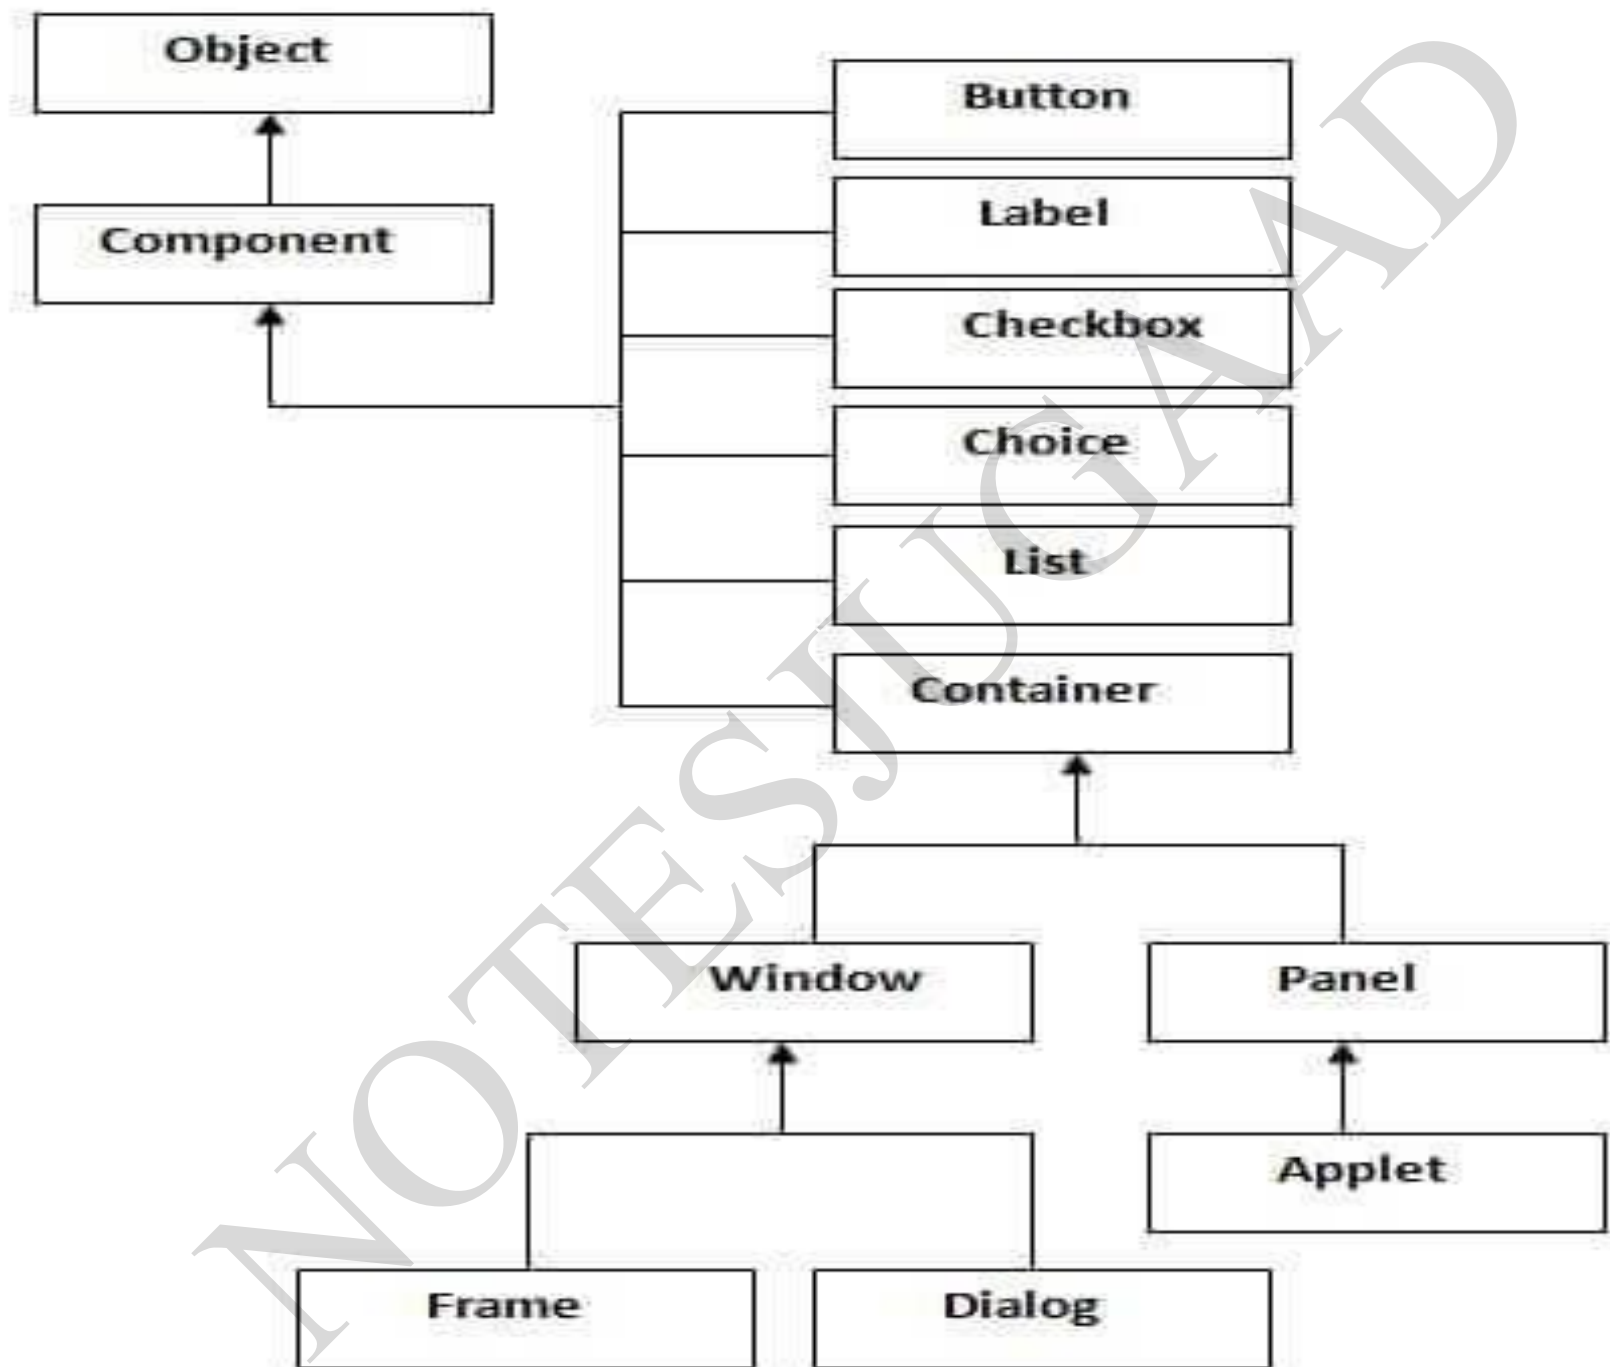 Object
Component
Button
Label
Checkbox
Choice
List
Container
Window
Panel
Applet
Frame
Dialog
NOTESJUGAAD